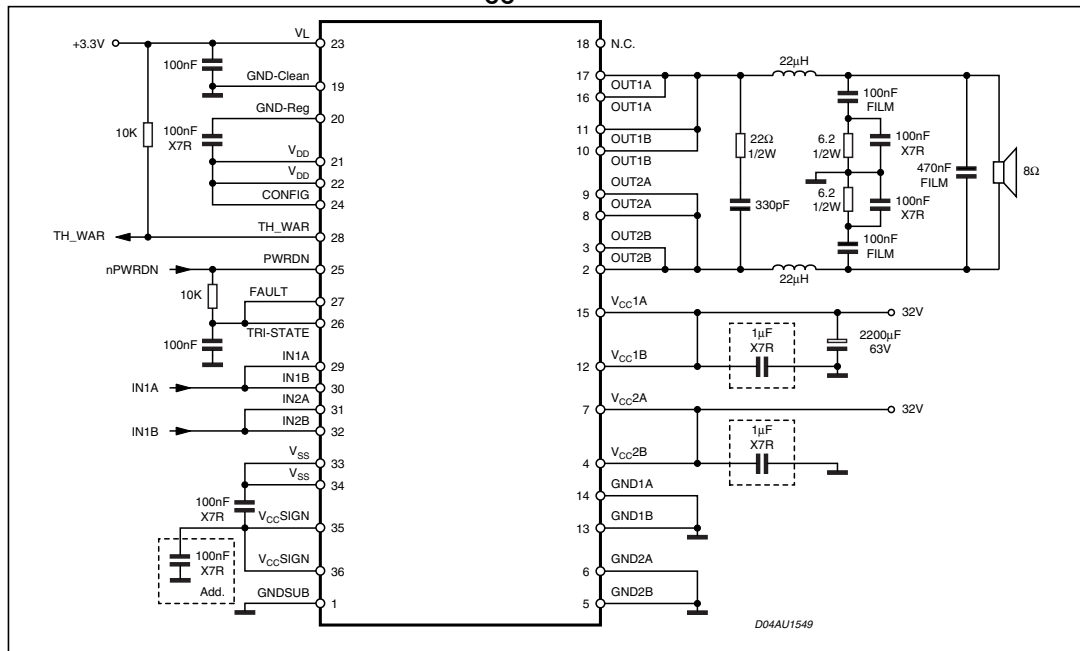 VL
+3.3V
23
100nF
GND-Clean
19
GND-Reg
20
10K
100nF
X7R
VDD
21
VDD
22
CONFIG
24
TH_WAR
TH_WAR
28
nPWRDN
PWRDN
25
10K
FAULT
27
26
TRI-STATE
100nF
IN1A
29
IN1A
IN1B
30
IN2A
31
IN1B
IN2B
32
VSS
33
VSS
34
100nF
X7R
VCCSIGN
35
100nF
X7R
Add.
VCCSIGN
36
GNDSUB
1
18
N.C.
17
OUT1A
16
OUT1A
11
OUT1B
10
OUT1B
9
OUT2A
8
OUT2A
3
OUT2B
2
OUT2B
22µH
22Ω
1/2W
330pF
22µH
100nF
FILM
6.2
1/2W
100nF
X7R
6.2
1/2W
100nF
X7R
100nF
FILM
470nF
FILM
8Ω
15
VCC1A
32V
1µF
X7R
2200µF
63V
12
VCC1B
7
VCC2A
32V
1µF
X7R
4
VCC2B
14
GND1A
13
GND1B
6
GND2A
5
GND2B
D04AU1549